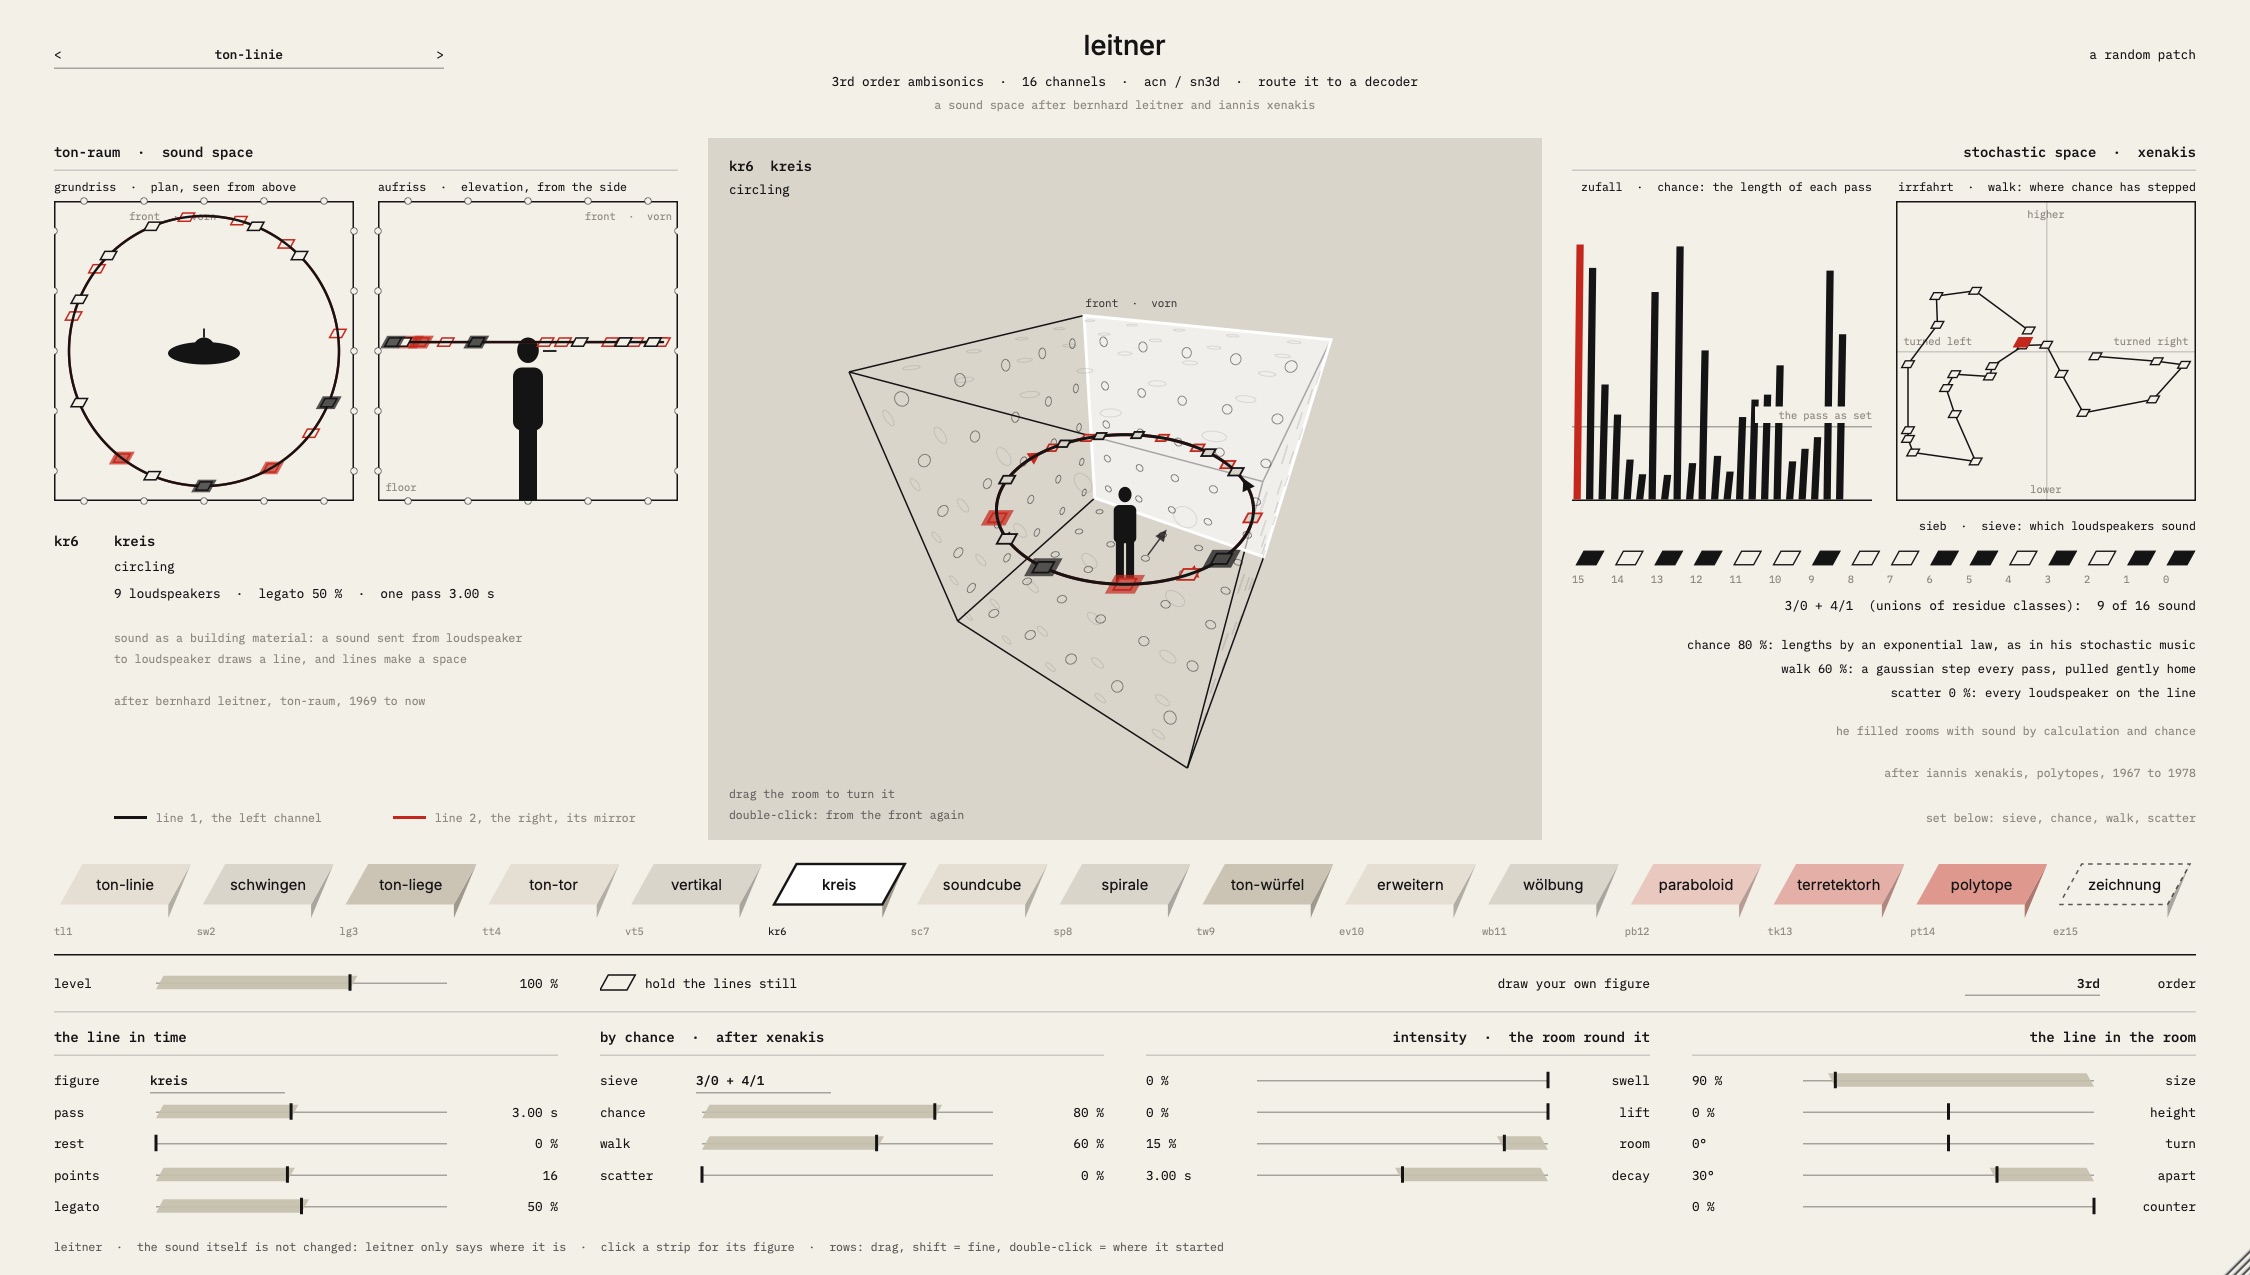 < ton-linie >
leitner
a random patch
3rd order ambisonics · 16 channels · acn / sn3d · route it to a decoder
a sound space after bernhard leitner and iannis xenakis
ton-raum · sound space
grundriss · plan, seen from above
aufriss · elevation, from the side
front · vorn
front · vorn
floor
kr6 kreis
circling
9 loudspeakers · legato 50 % · one pass 3.00 s
sound as a building material: a sound sent from loudspeaker
to loudspeaker draws a line, and lines make a space
after bernhard leitner, ton-raum, 1969 to now
line 1, the left channel
line 2, the right, its mirror
kr6 kreis
circling
front · vorn
drag the room to turn it
double-click: from the front again
stochastic space · xenakis
zufall · chance: the length of each pass
irrfahrt · walk: where chance has stepped
the pass as set
higher
turned left
turned right
lower
sieb · sieve: which loudspeakers sound
15 14 13 12 11 10 9 8 7 6 5 4 3 2 1 0
3/0 + 4/1 (unions of residue classes): 9 of 16 sound
chance 80 %: lengths by an exponential law, as in his stochastic music
walk 60 %: a gaussian step every pass, pulled gently home
scatter 0 %: every loudspeaker on the line
he filled rooms with sound by calculation and chance
after iannis xenakis, polytopes, 1967 to 1978
set below: sieve, chance, walk, scatter
ton-linie schwingen ton-liege ton-tor vertikal kreis soundcube spirale ton-würfel erweitern wölbung paraboloid terretektorh polytope zeichnung
tl1 sw2 lg3 tt4 vt5 kr6 sc7 sp8 tw9 ev10 wb11 pb12 tk13 pt14 ez15
level 100 %
hold the lines still
draw your own figure
3rd order
the line in time
figure kreis
pass 3.00 s
rest 0 %
points 16
legato 50 %
by chance · after xenakis
sieve 3/0 + 4/1
chance 80 %
walk 60 %
scatter 0 %
intensity · the room round it
0 % swell
0 % lift
15 % room
3.00 s decay
the line in the room
90 % size
0 % height
0° turn
30° apart
0 % counter
leitner · the sound itself is not changed: leitner only says where it is · click a strip for its figure · rows: drag, shift = fine, double-click = where it started